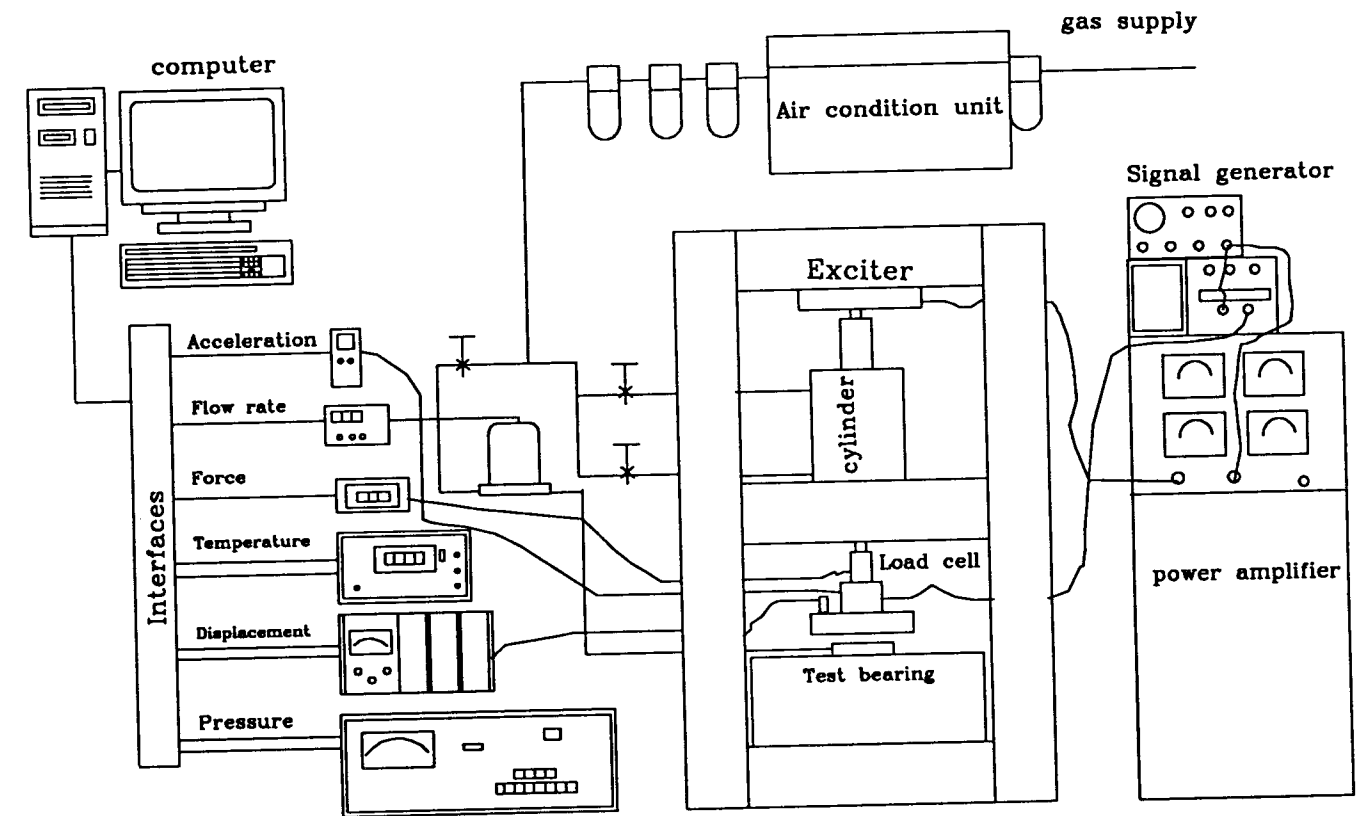 gas supply
computer
Air condition unit
Signal generator
Exciter
Acceleration
Flow rate
cylinder
Force
Interfaces
Temperature
Load cell
power amplifier
Displacement
Test bearing
Pressure